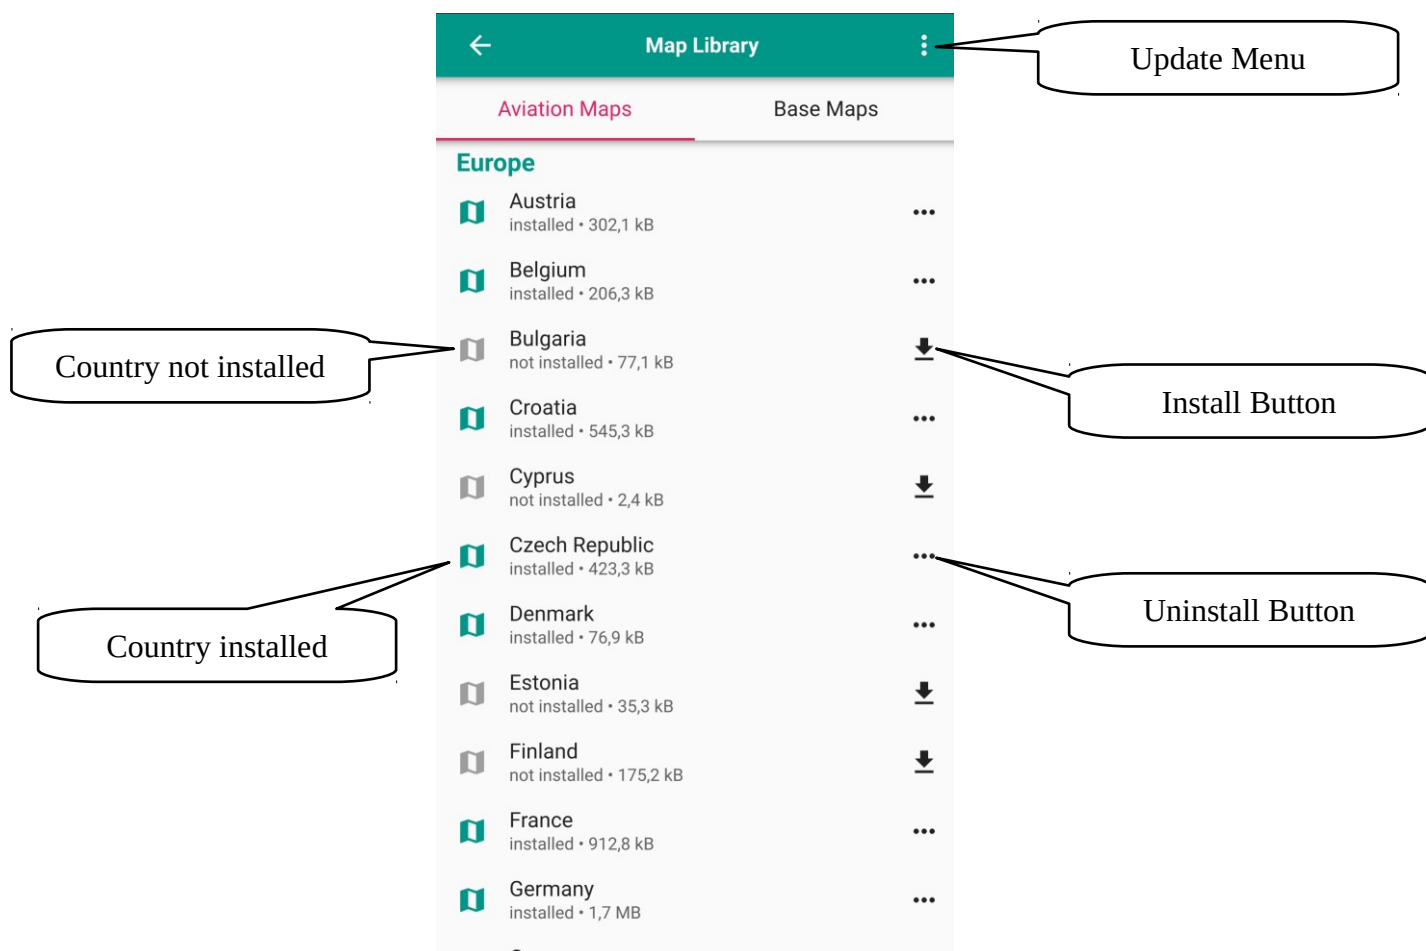 Map Library
Update Menu
Aviation Maps
Base Maps
Europe
Austria
installed • 302,1 kB
Belgium
installed • 206,3 kB
Country not installed
Bulgaria
not installed • 77,1 kB
Install Button
Croatia
installed • 545,3 kB
Cyprus
not installed • 2,4 kB
Czech Republic
installed • 423,3 kB
Uninstall Button
Country installed
Denmark
installed • 76,9 kB
Estonia
not installed • 35,3 kB
Finland
not installed • 175,2 kB
France
installed • 912,8 kB
Germany
installed • 1,7 MB